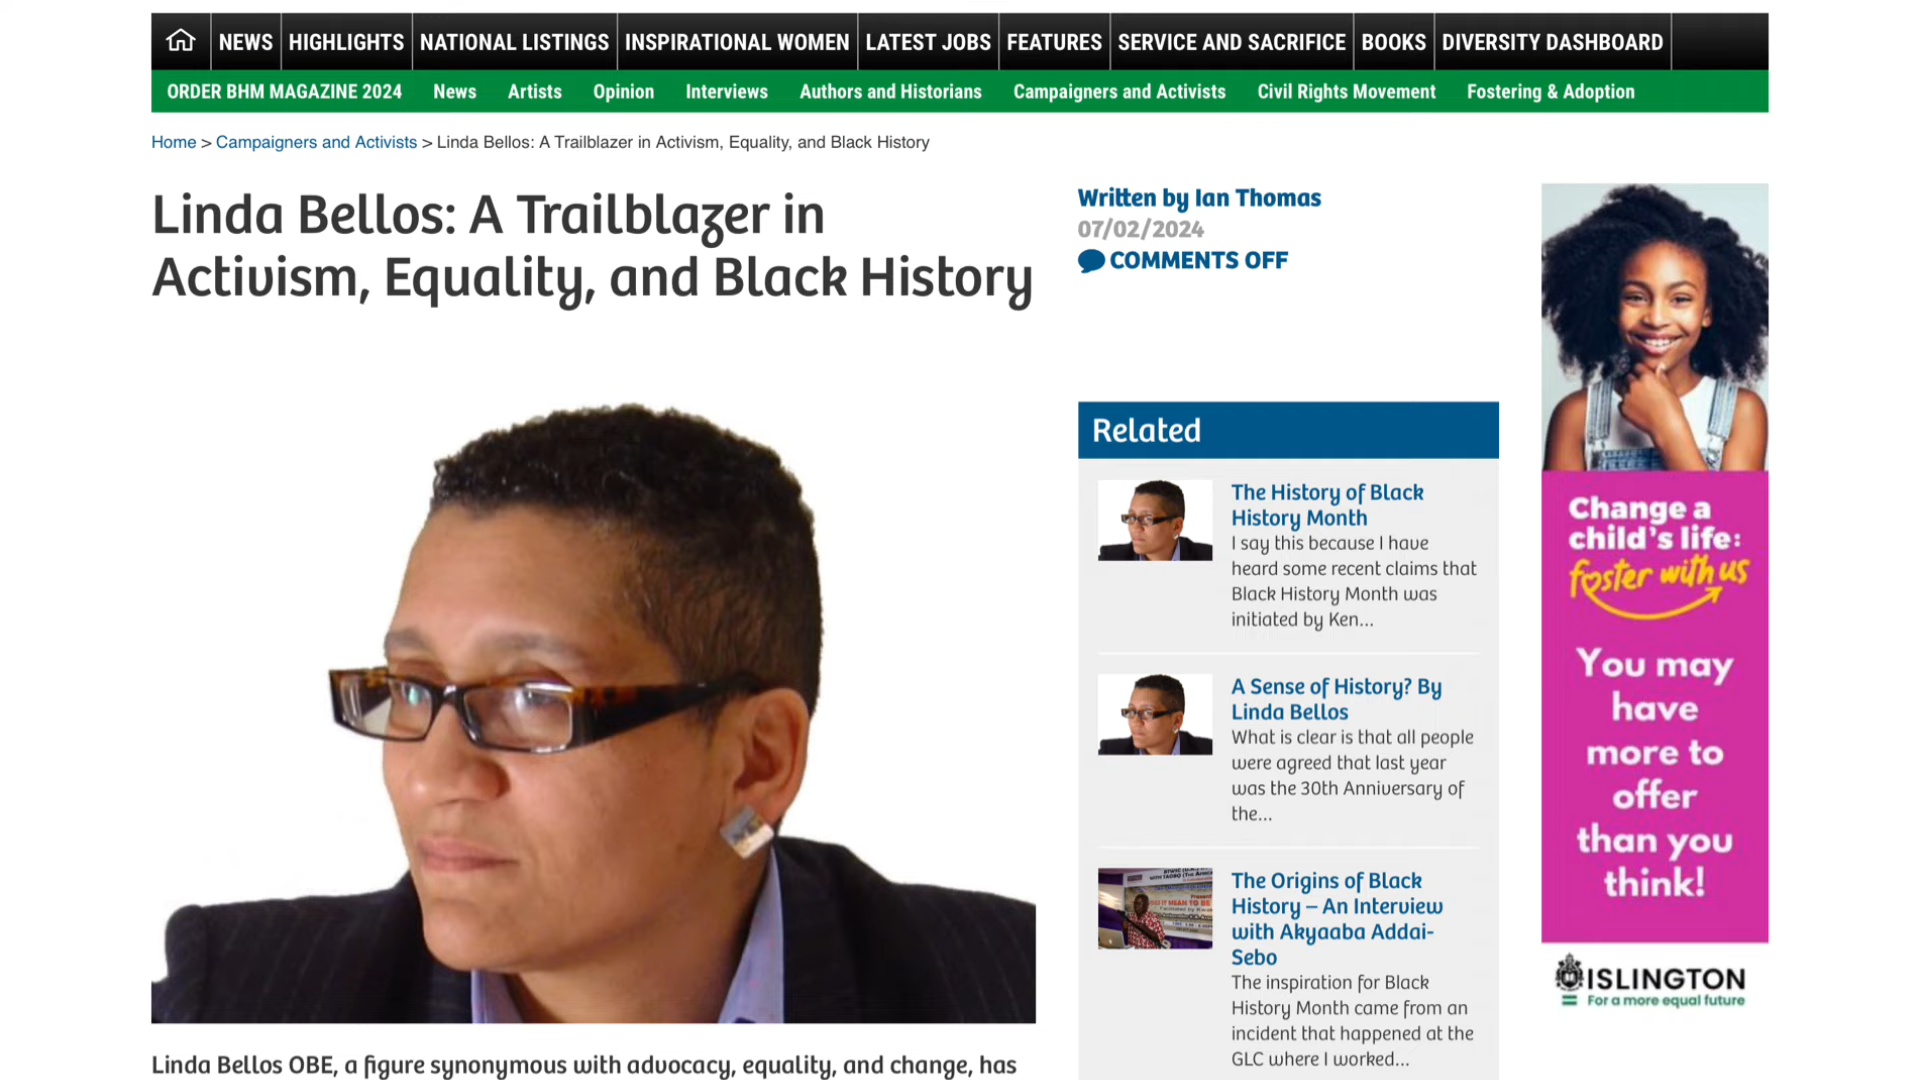 NEWS HIGHLIGHTS NATIONAL LISTINGS INSPIRATIONAL WOMEN LATEST JOBS FEATURES SERVICE AND SACRIFICE BOOKS DIVERSITY DASHBOARD
ORDER BHM MAGAZINE 2024 News Artists Opinion Interviews Authors and Historians Campaigners and Activists Civil Rights Movement Fostering & Adoption
Home > Campaigners and Activists > Linda Bellos: A Trailblazer in Activism, Equality, and Black History
Linda Bellos: A Trailblazer in
Activism, Equality, and Black History
Linda Bellos OBE, a figure synonymous with advocacy, equality, and change, has
Written by Ian Thomas
07/02/2024
COMMENTS OFF
Related
The History of Black
History Month
I say this because I have
heard some recent claims that
Black History Month was
initiated by Ken...
A Sense of History? By
Linda Bellos
What is clear is that all people
were agreed that last year
was the 30th Anniversary of
the...
The Origins of Black
History – An Interview
with Akyaaba Addai-
Sebo
The inspiration for Black
History Month came from an
incident that happened at the
GLC where I worked...
Change a
child's life:
foster with us
You may
have
more to
offer
than you
think!
ISLINGTON
For a more equal future